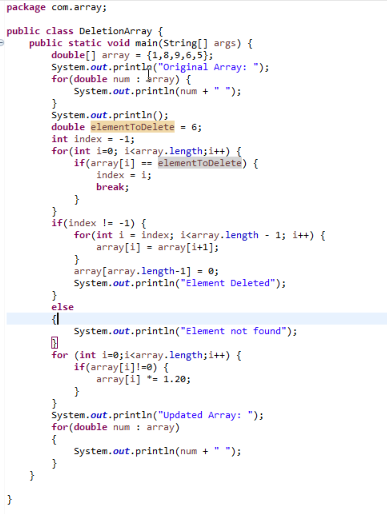 package com.array;

public class DeletionArray {
    public static void main(String[] args) {
        double[] array = {1,8,9,6,5};
        System.out.println("Original Array: ");
        for(double num : array) {
            System.out.println(num + " ");
        }
        System.out.println();
        double elementToDelete = 6;
        int index = -1;
        for(int i=0; i<array.length;i++) {
            if(array[i] == elementToDelete) {
                index = i;
                break;
            }
        }
        if(index != -1) {
            for(int i = index; i<array.length - 1; i++) {
                array[i] = array[i+1];
            }
            array[array.length-1] = 0;
            System.out.println("Element Deleted");
        }
        else
        {
            System.out.println("Element not found");
        }
        for (int i=0;i<array.length;i++) {
            if(array[i]!=0) {
                array[i] *= 1.20;
            }
        }
        System.out.println("Updated Array: ");
        for(double num : array)
        {
            System.out.println(num + " ");
        }
    }

}